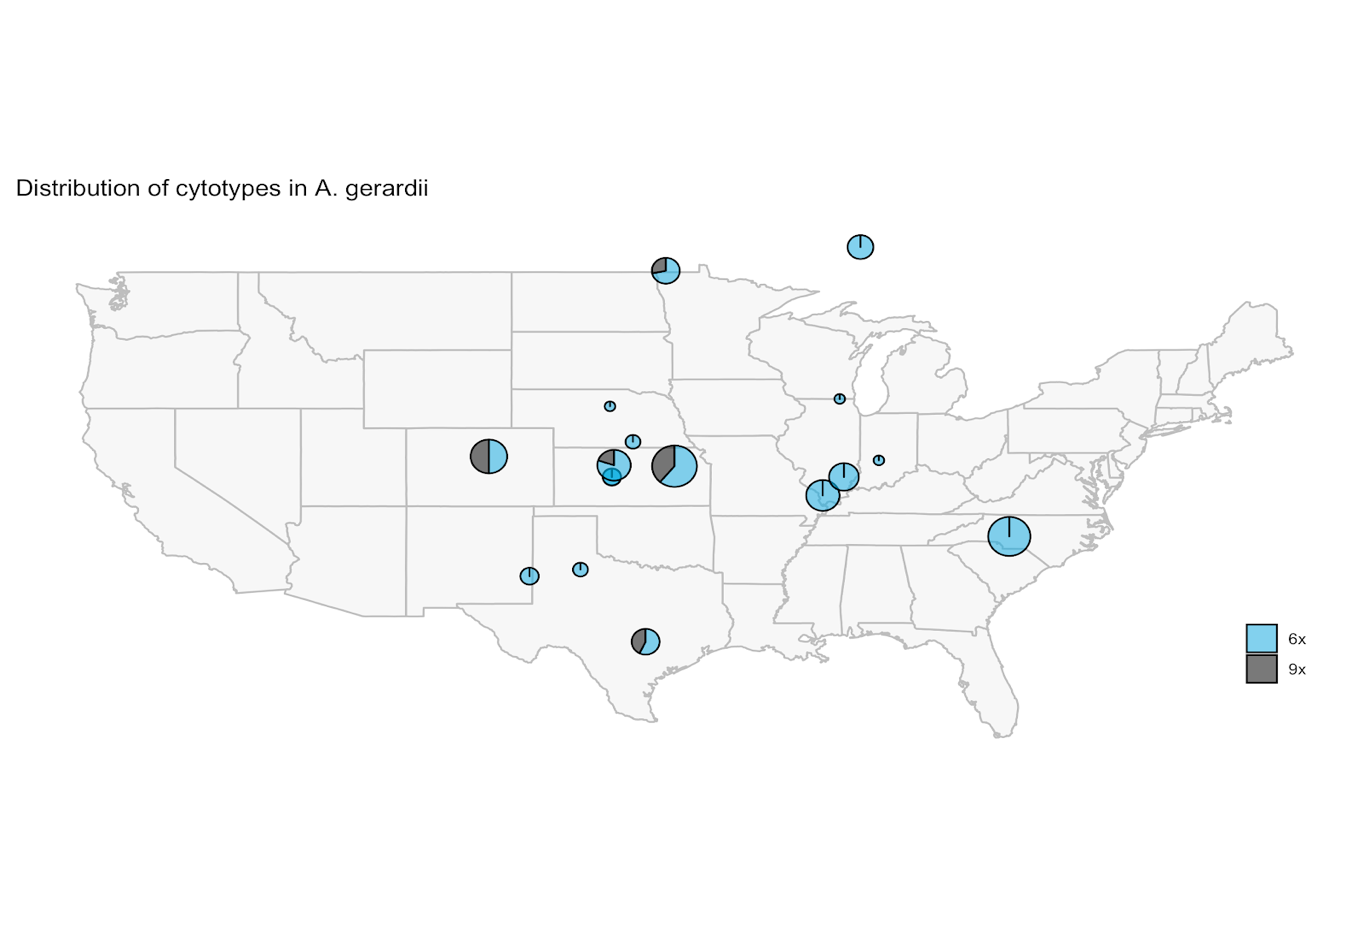 Distribution of cytotypes in A. gerardii
6x
9x